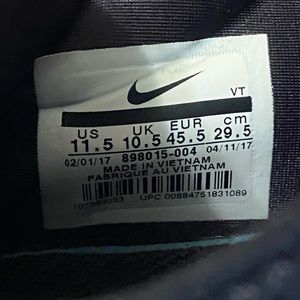 VT
US UK EUR cm
11.5 10.5 45.5 29.5
02/01/17 898015-004 04/11/17
MADE IN VIETNAM
FABRIQUE AU VIETNAM
UPC 00884751831089